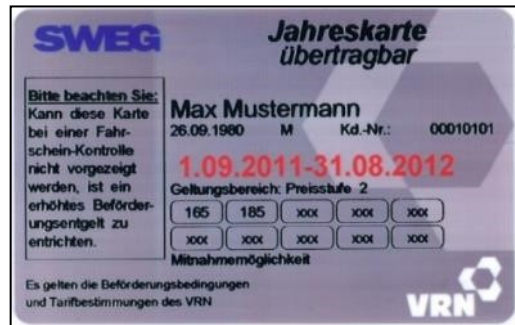 SWEG
Jahreskarte
übertragbar
Bitte beachten Sie:
Kann diese Karte
bei einer Fahr-
schein-Kontrolle
nicht vorgezeigt
werden, ist ein
erhöhtes Beförder-
ungsentgelt zu
entrichten.
Max Mustermann
26.09.1980 M Kd.-Nr.: 00010101
1.09.2011-31.08.2012
Geltungsbereich: Preisstufe 2
165 185 xxx xxx xxx
xxx xxx xxx xxx xxx
Mitnahmemöglichkeit
Es gelten die Beförderungsbedingungen
und Tarifbestimmungen des VRN
VRN